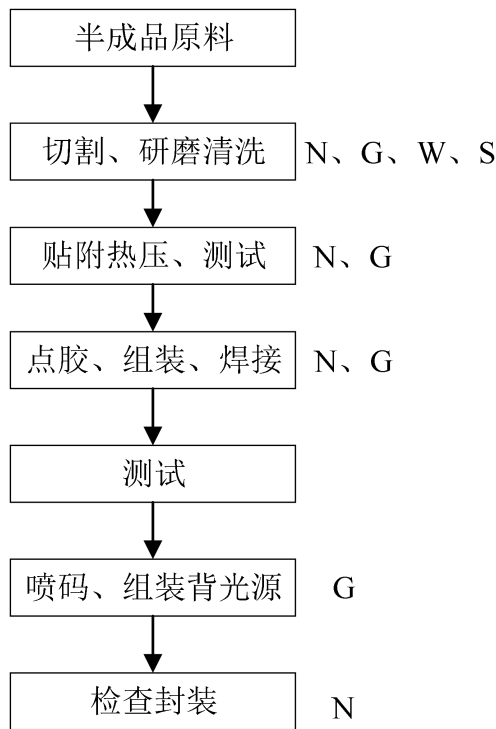 半成品原料
切割、研磨清洗 N、G、W、S
贴附热压、测试 N、G
点胶、组装、焊接 N、G
测试
喷码、组装背光源 G
检查封装 N